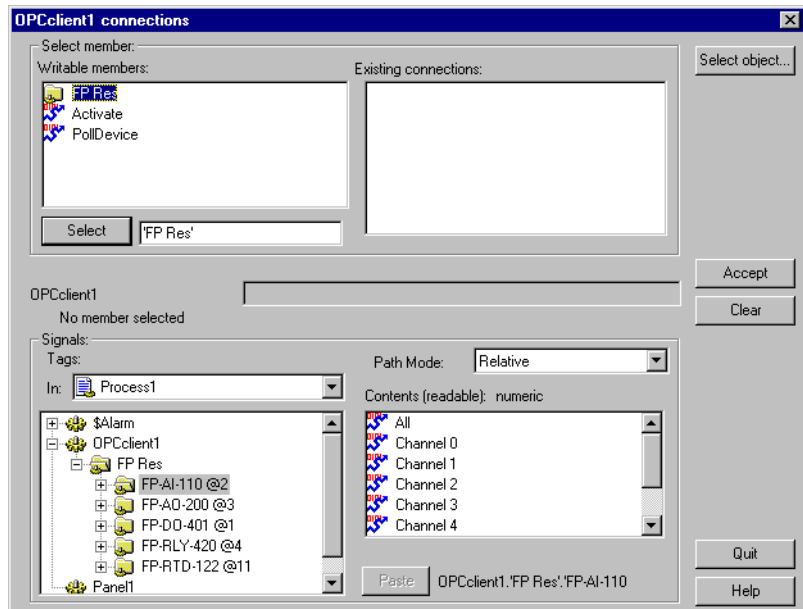 OPCclient1 connections
Select member:
Writable members:
FP Res
Activate
PollDevice
Select
'FP Res'
Existing connections:
Select object...
Accept
Clear
OPCclient1
No member selected
Signals:
Tags:
In: Process1
$Alarm
OPCclient1
FP Res
FP-AI-110 @2
FP-AO-200 @3
FP-DO-401 @1
FP-RLY-420 @4
FP-RTD-122 @11
Panel1
Path Mode: Relative
Contents (readable): numeric
All
Channel 0
Channel 1
Channel 2
Channel 3
Channel 4
Paste
OPCclient1.'FP Res'.'FP-AI-110
Quit
Help